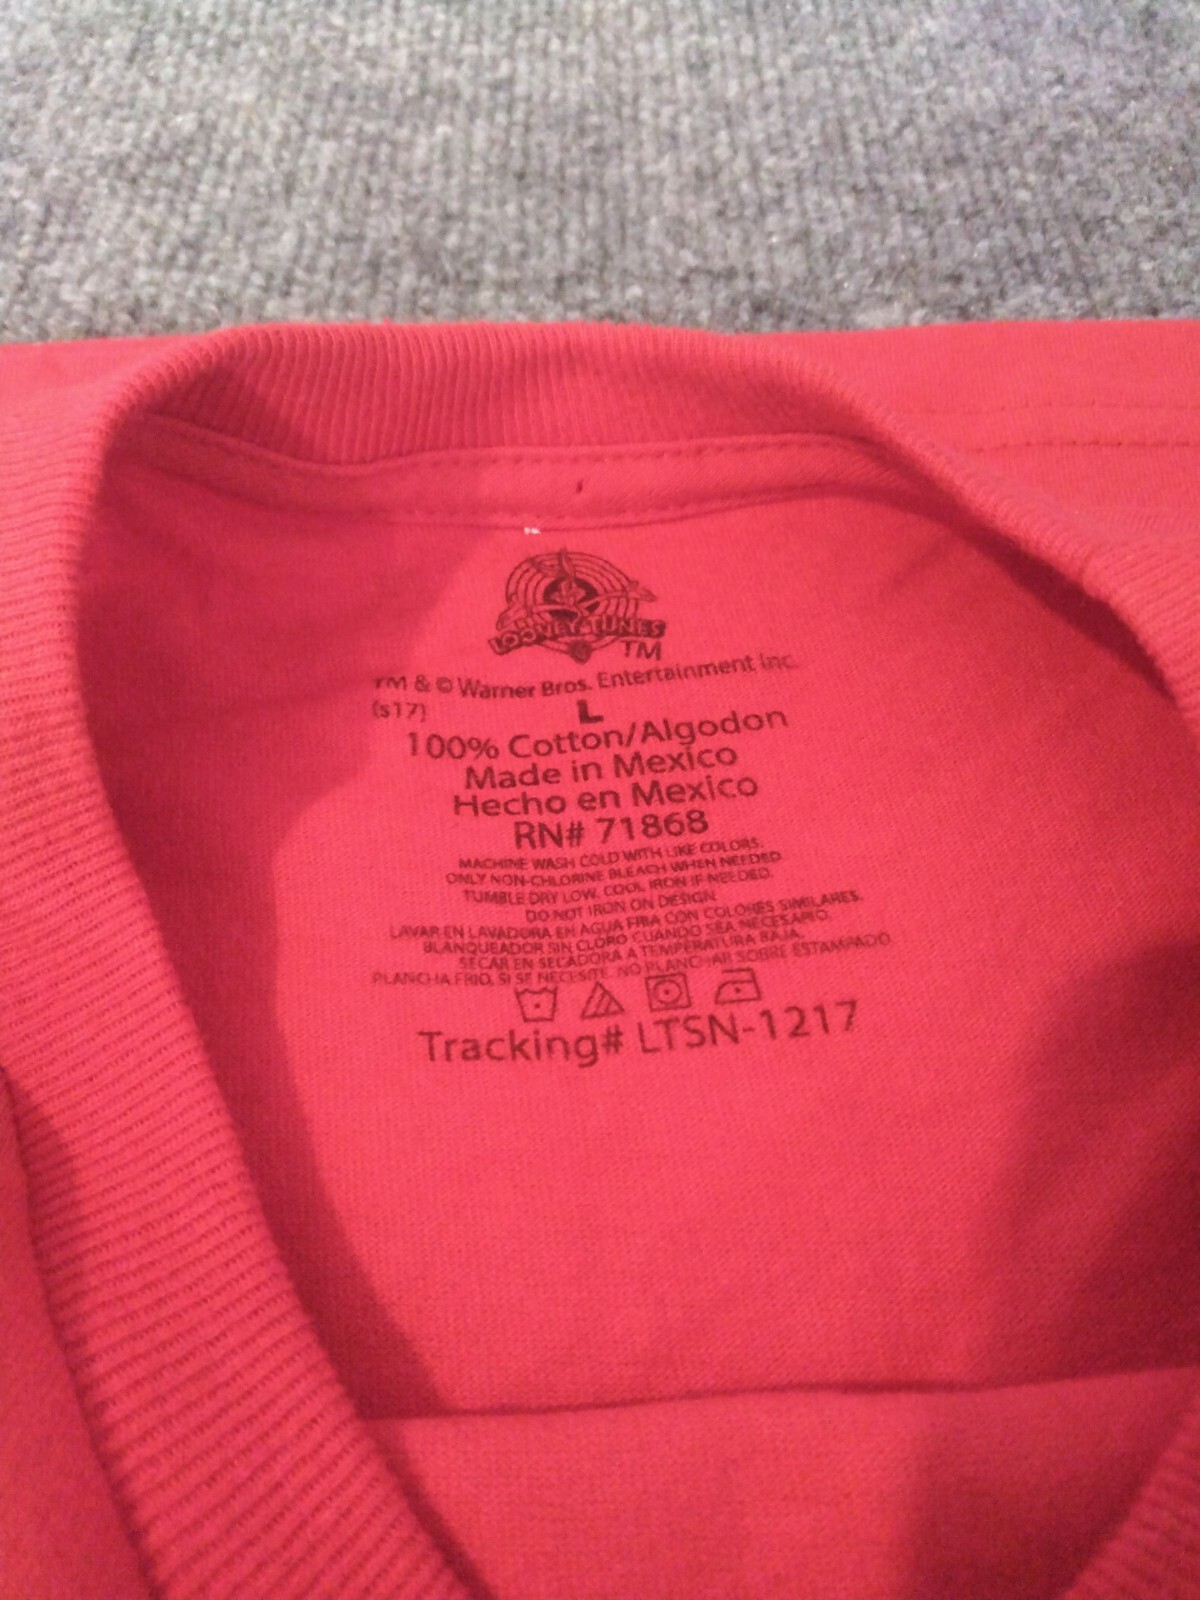 LOONEY TUNES
TM
TM & © Warner Bros. Entertainment Inc.
(s17)
L
100% Cotton/Algodon
Made in Mexico
Hecho en Mexico
RN# 71868
MACHINE WASH COLD WITH LIKE COLORS.
ONLY NON-CHLORINE BLEACH WHEN NEEDED.
TUMBLE DRY LOW. COOL IRON IF NEEDED.
DO NOT IRON ON DESIGN.
LAVAR EN LAVADORA EN AGUA FRIA CON COLORES SIMILARES.
BLANQUEADOR SIN CLORO CUANDO SEA NECESARIO.
SECAR EN SECADORA A TEMPERATURA BAJA.
PLANCHA FRIO, SI SE NECESITE. NO PLANCHAR SOBRE ESTAMPADO
Tracking# LTSN-1217